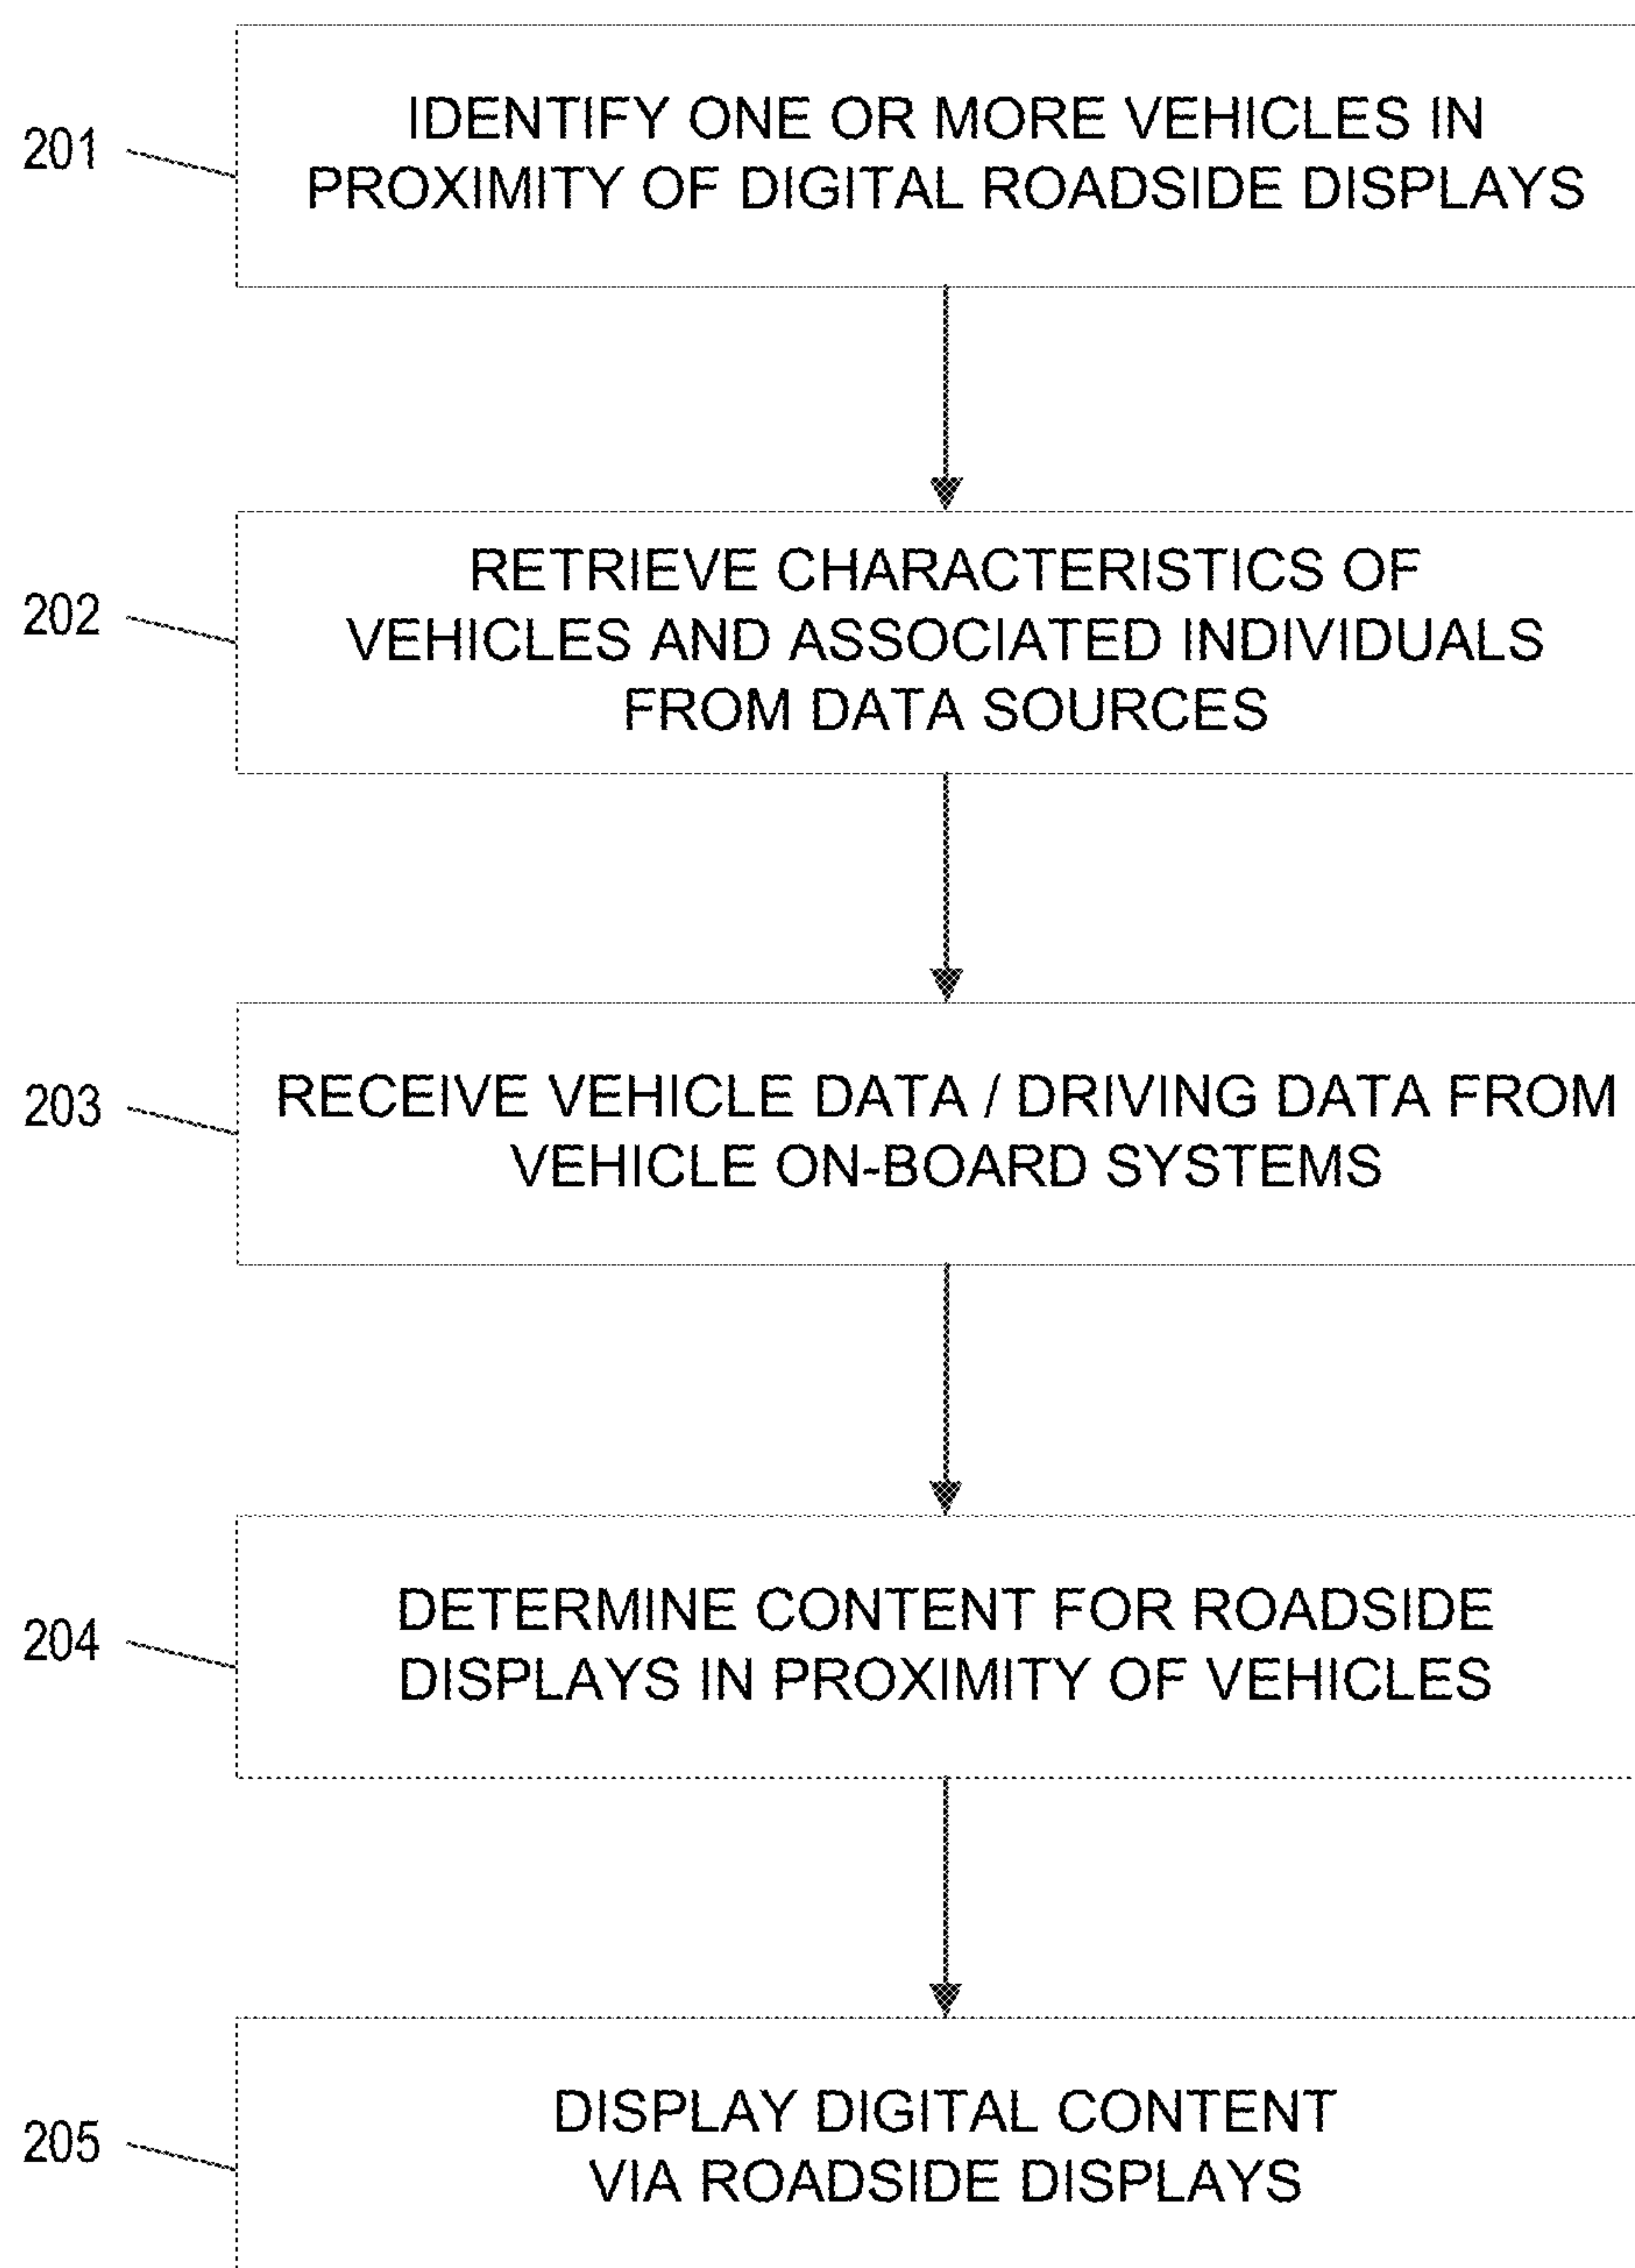 201
IDENTIFY ONE OR MORE VEHICLES IN
PROXIMITY OF DIGITAL ROADSIDE DISPLAYS
202
RETRIEVE CHARACTERISTICS OF
VEHICLES AND ASSOCIATED INDIVIDUALS
FROM DATA SOURCES
203
RECEIVE VEHICLE DATA / DRIVING DATA FROM
VEHICLE ON-BOARD SYSTEMS
204
DETERMINE CONTENT FOR ROADSIDE
DISPLAYS IN PROXIMITY OF VEHICLES
205
DISPLAY DIGITAL CONTENT
VIA ROADSIDE DISPLAYS